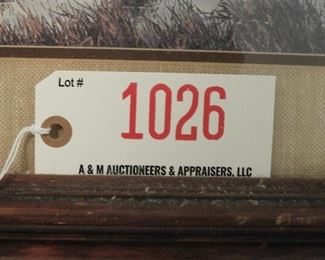 Lot #
1026
A & M AUCTIONEERS & APPRAISERS, LLC